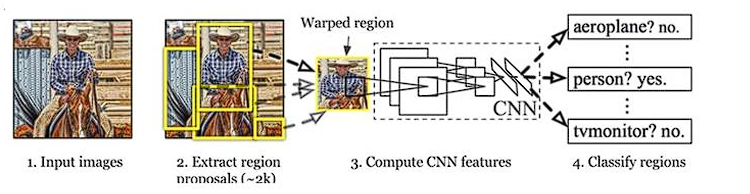 Warped region
aeroplane? no.
person? yes.
CNN
tvmonitor? no.
1. Input images
2. Extract region
proposals (~2k)
3. Compute CNN features
4. Classify regions